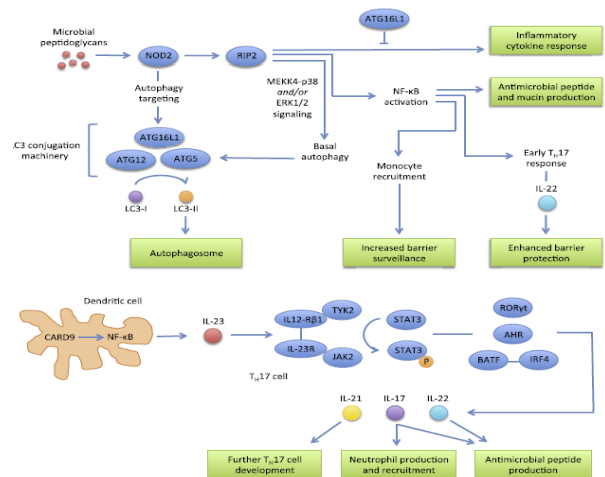 Microbial
peptidoglycans
NOD2
RIP2
ATG16L1
Inflammatory
cytokine response
Autophagy
targeting
MEKK4-p38
and/or
ERK1/2
signaling
NF-κB
activation
Antimicrobial peptide
and mucin production
.C3 conjugation
machinery
ATG16L1
ATG12
ATG5
Basal
autophagy
Monocyte
recruitment
Early TH17
response
IL-22
LC3-I
LC3-II
Autophagosome
Increased barrier
surveillance
Enhanced barrier
protection
Dendritic cell
CARD9
NF-κB
IL-23
IL12-Rβ1
TYK2
IL-23R
JAK2
TH17 cell
STAT3
STAT3
P
RORγt
AHR
BATF
IRF4
IL-21
IL-17
IL-22
Further TH17 cell
development
Neutrophil production
and recruitment
Antimicrobial peptide
production